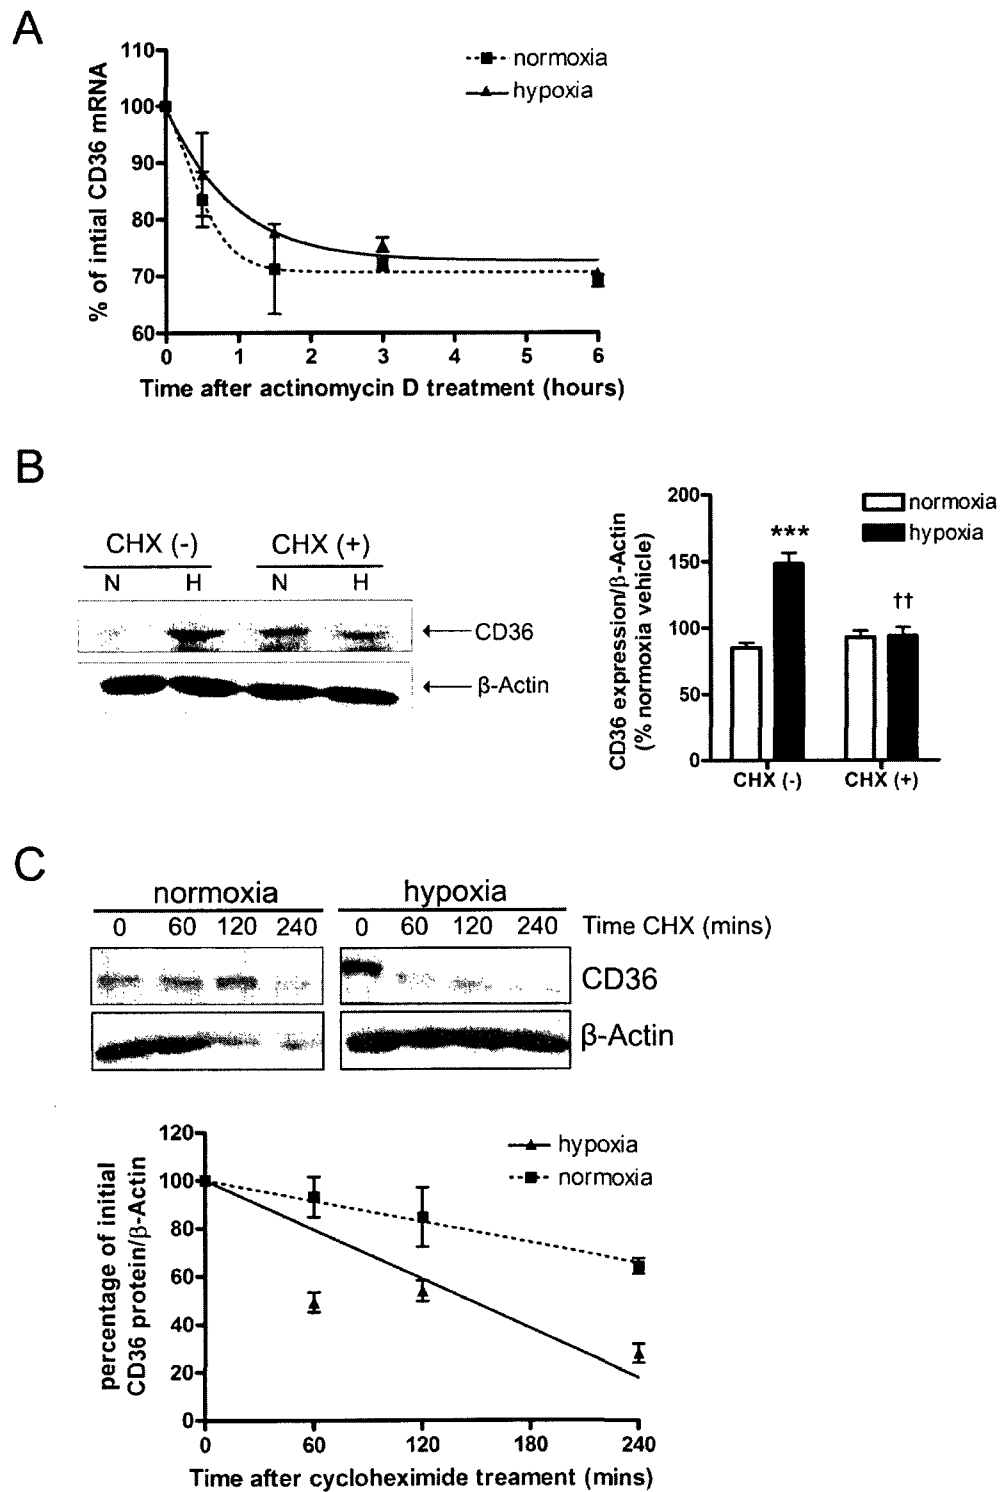 A
110
100
90
80
70
60
% of intial CD36 mRNA
normoxia
hypoxia
0 1 2 3 4 5 6
Time after actinomycin D treatment (hours)
B
CHX (-) CHX (+)
N H N H
CD36
β-Actin
200
150
100
50
0
CD36 expression/β-Actin
(% normoxia vehicle)
normoxia
hypoxia
***
††
CHX (-) CHX (+)
C
normoxia hypoxia
0 60 120 240 0 60 120 240 Time CHX (mins)
CD36
β-Actin
120
100
80
60
40
20
0
percentage of initial
CD36 protein/β-Actin
hypoxia
normoxia
0 60 120 180 240
Time after cycloheximide treament (mins)